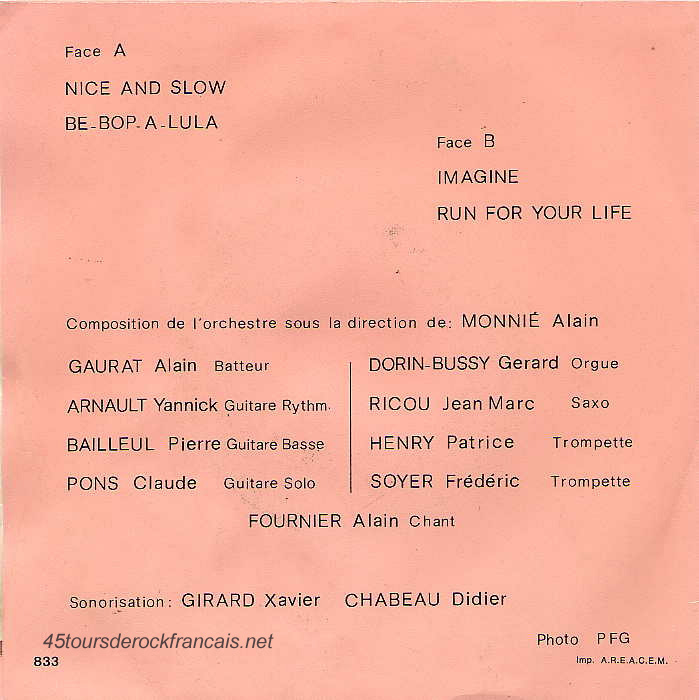 Face A
NICE AND SLOW
BE-BOP-A-LULA
Face B
IMAGINE
RUN FOR YOUR LIFE
Composition de l'orchestre sous la direction de: MONNIÉ Alain
GAURAT Alain Batteur
ARNAULT Yannick Guitare Rythm.
BAILLEUL Pierre Guitare Basse
PONS Claude Guitare Solo
DORIN-BUSSY Gerard Orgue
RICOU Jean Marc Saxo
HENRY Patrice Trompette
SOYER Frédéric Trompette
FOURNIER Alain Chant
Sonorisation: GIRARD Xavier CHABEAU Didier
45toursderockfrancais.net
Photo PFG
833
Imp. A.R.E.A.C.E.M.